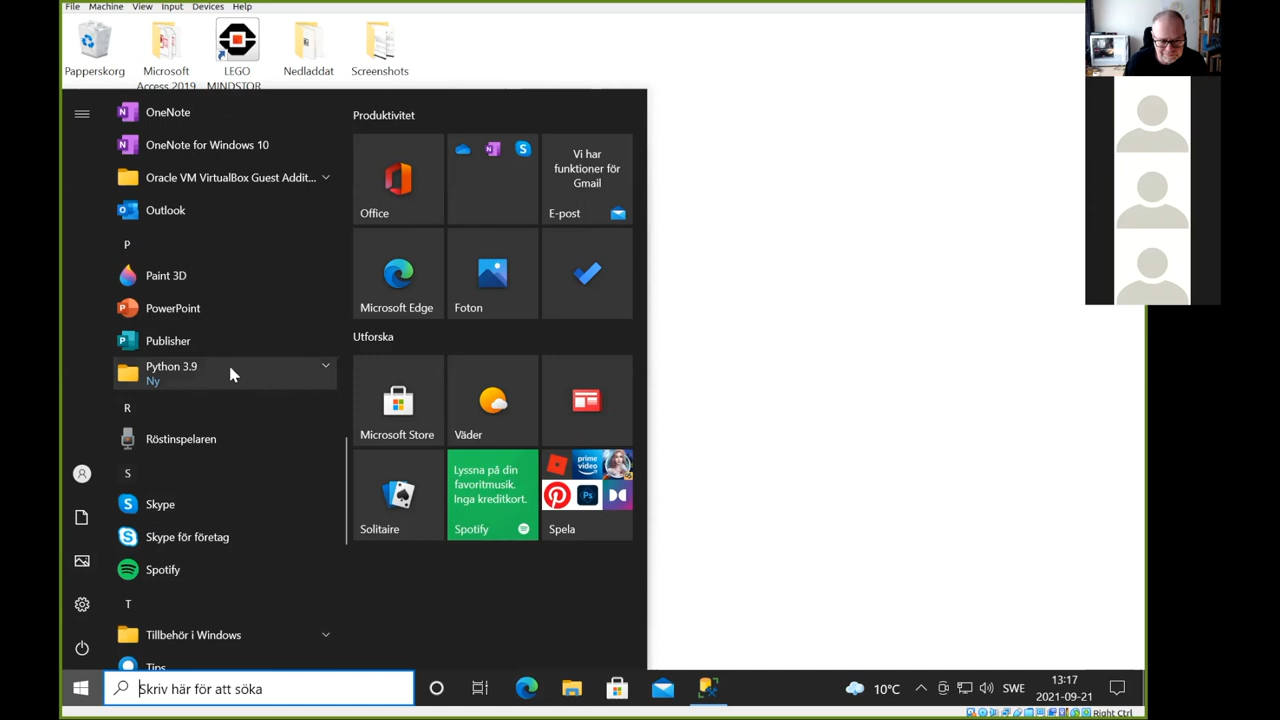 File Machine View Input Devices Help
Papperskorg
Microsoft
Access 2019
LEGO
MINDSTOR
Nedladdat
Screenshots
OneNote
OneNote for Windows 10
Oracle VM VirtualBox Guest Addit...
Outlook
P
Paint 3D
PowerPoint
Publisher
Python 3.9
Ny
R
Röstinspelaren
S
Skype
Skype för företag
Spotify
T
Tillbehör i Windows
Tips
Produktivitet
Office
Vi har
funktioner för
Gmail
E-post
Microsoft Edge
Foton
Utforska
Microsoft Store
Väder
Solitaire
Lyssna på din
favoritmusik.
Inga kreditkort.
Spotify
prime
video
Ps
Spela
Skriv här för att söka
10°C
SWE
13:17
2021-09-21
Right Ctrl